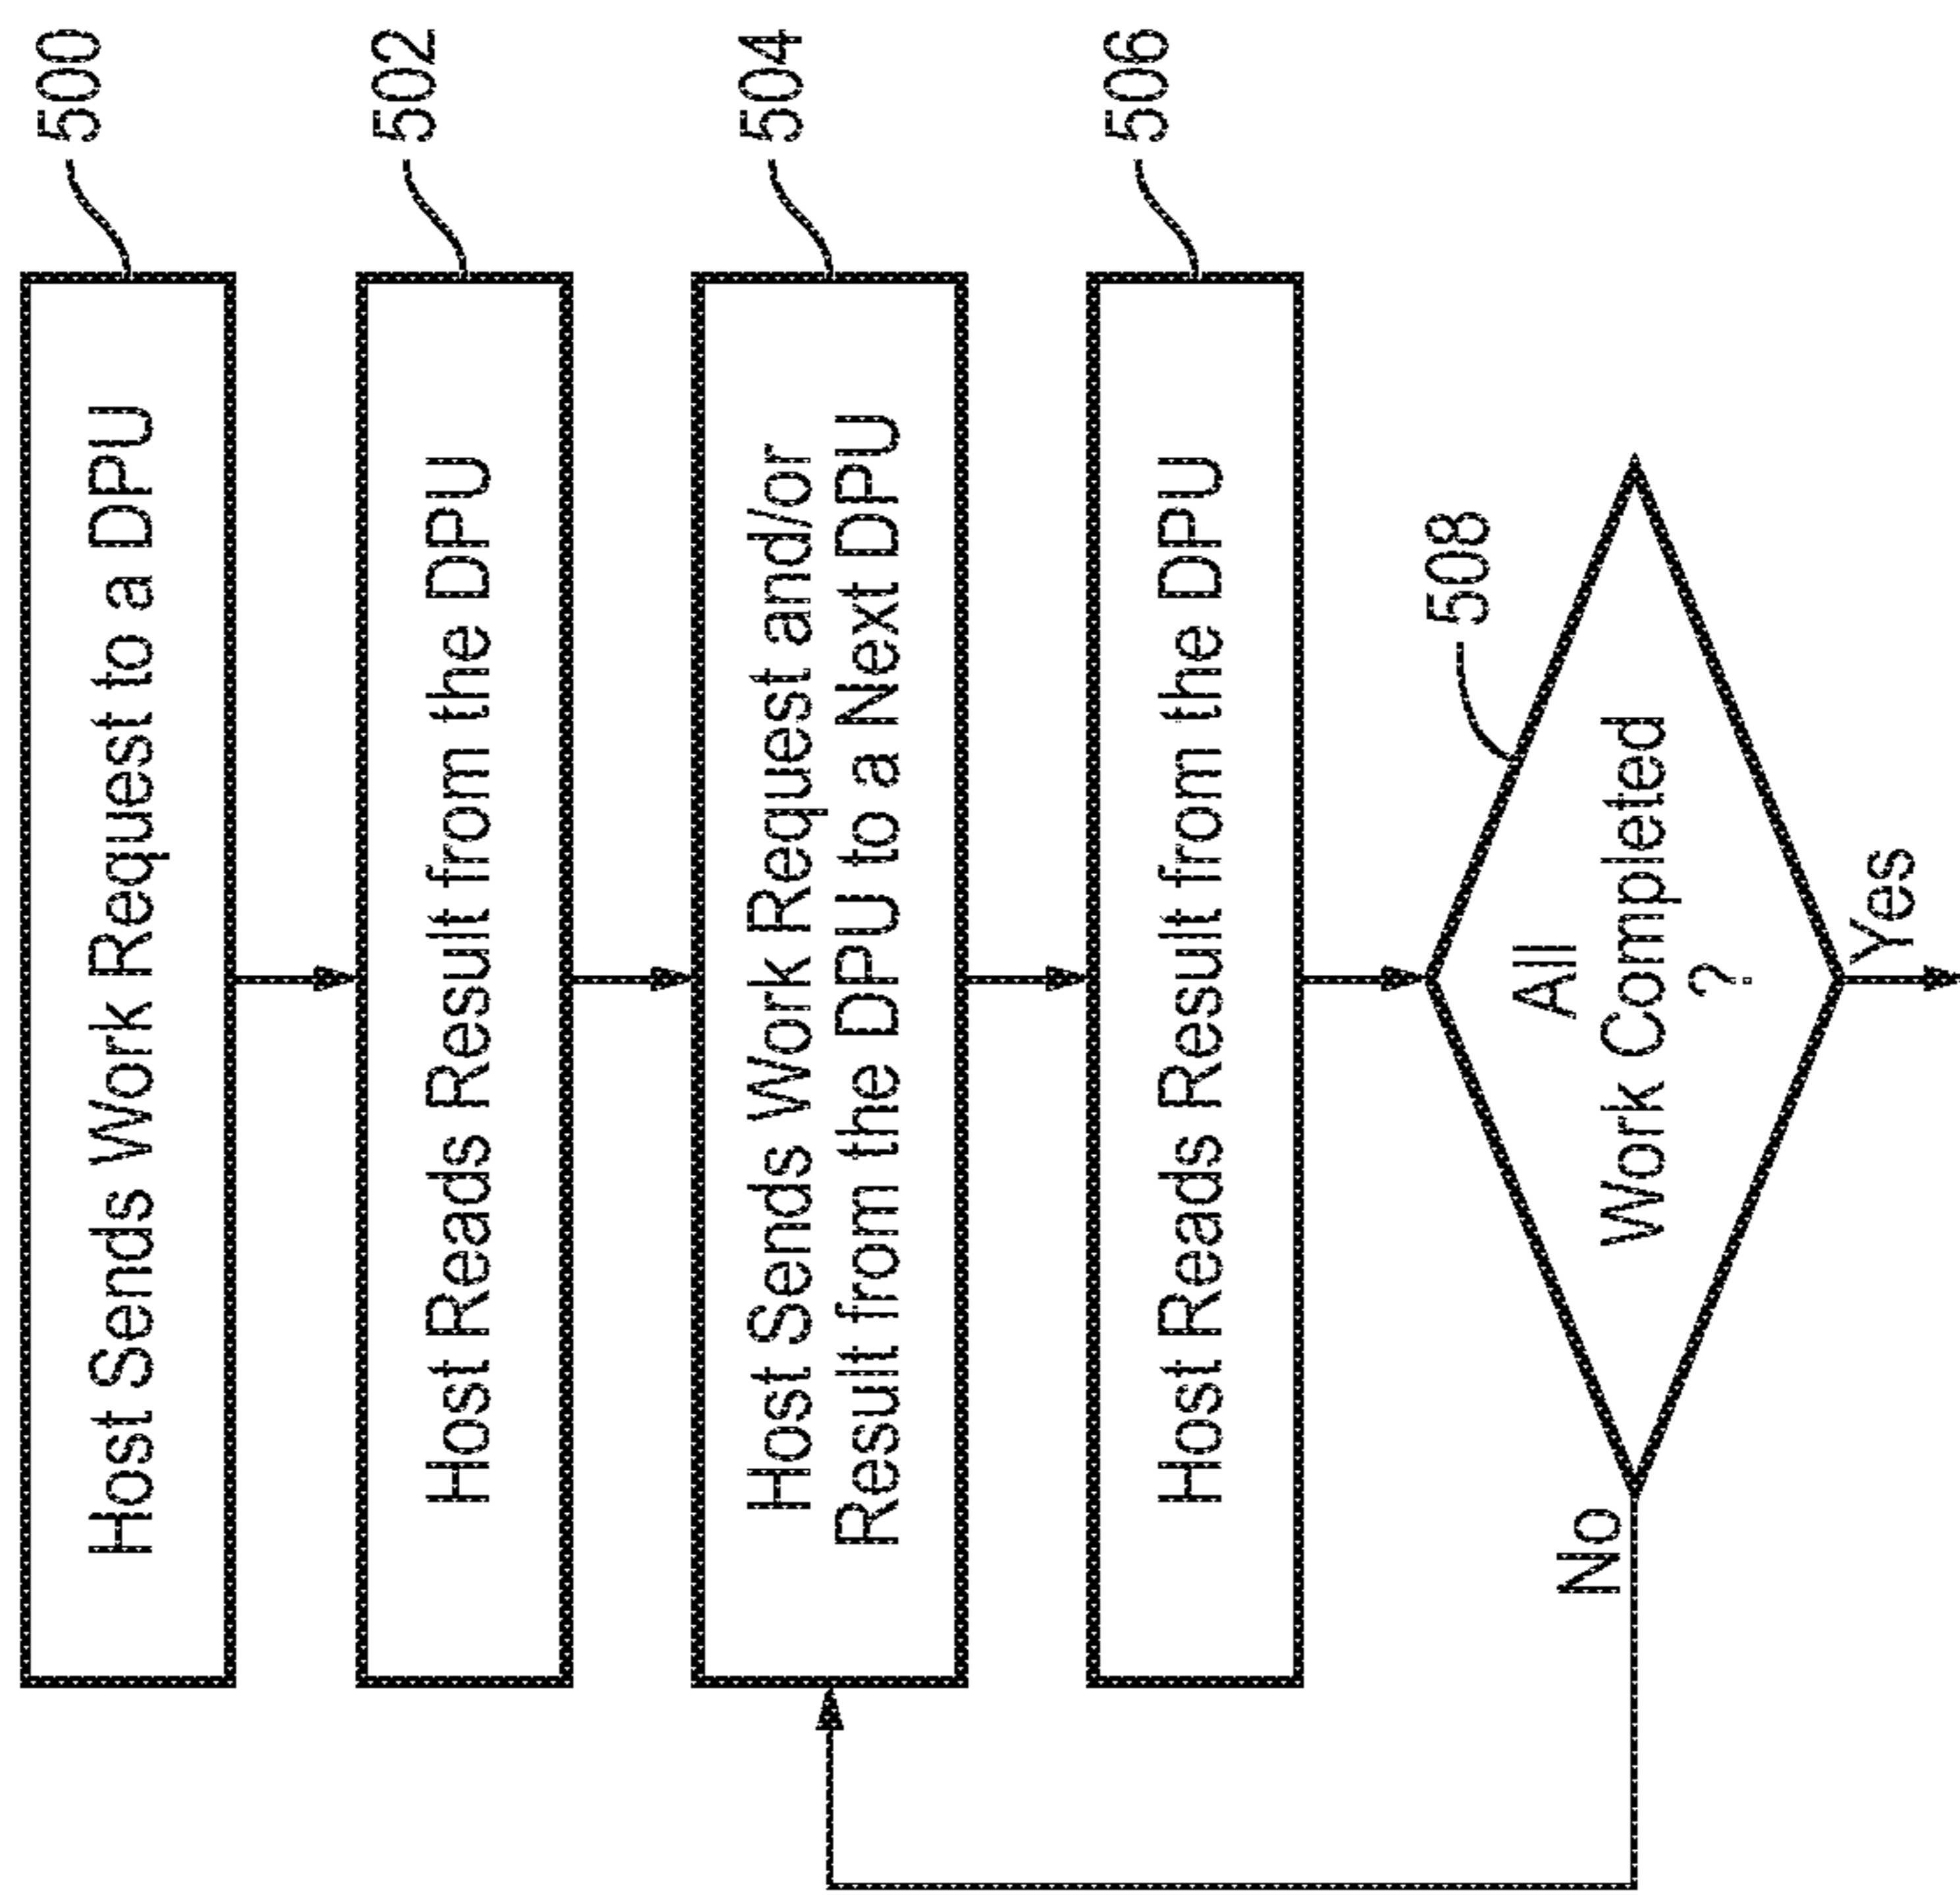 500
Host Sends Work Request to a DPU
502
Host Reads Result from the DPU
504
Host Sends Work Request and/or
Result from the DPU to a Next DPU
506
Host Reads Result from the DPU
508
All
Work Completed
?
No
Yes